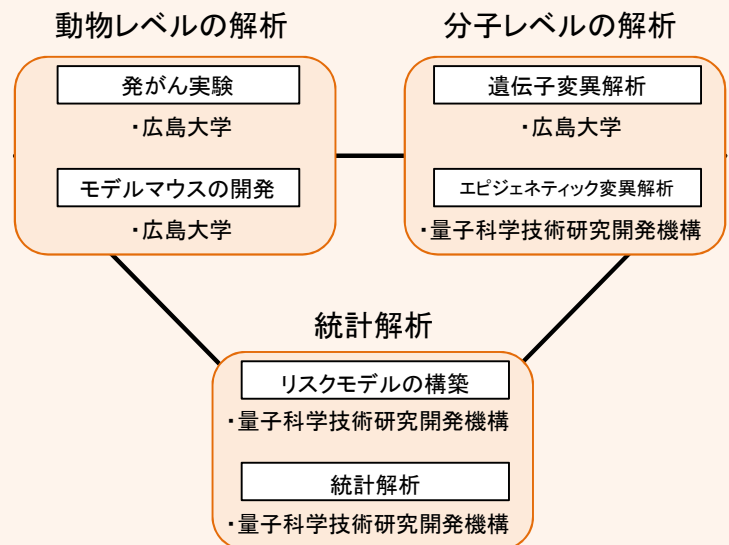 動物レベルの解析
発がん実験
・広島大学
モデルマウスの開発
・広島大学
分子レベルの解析
遺伝子変異解析
・広島大学
エピジェネティック変異解析
・量子科学技術研究開発機構
統計解析
リスクモデルの構築
・量子科学技術研究開発機構
統計解析
・量子科学技術研究開発機構